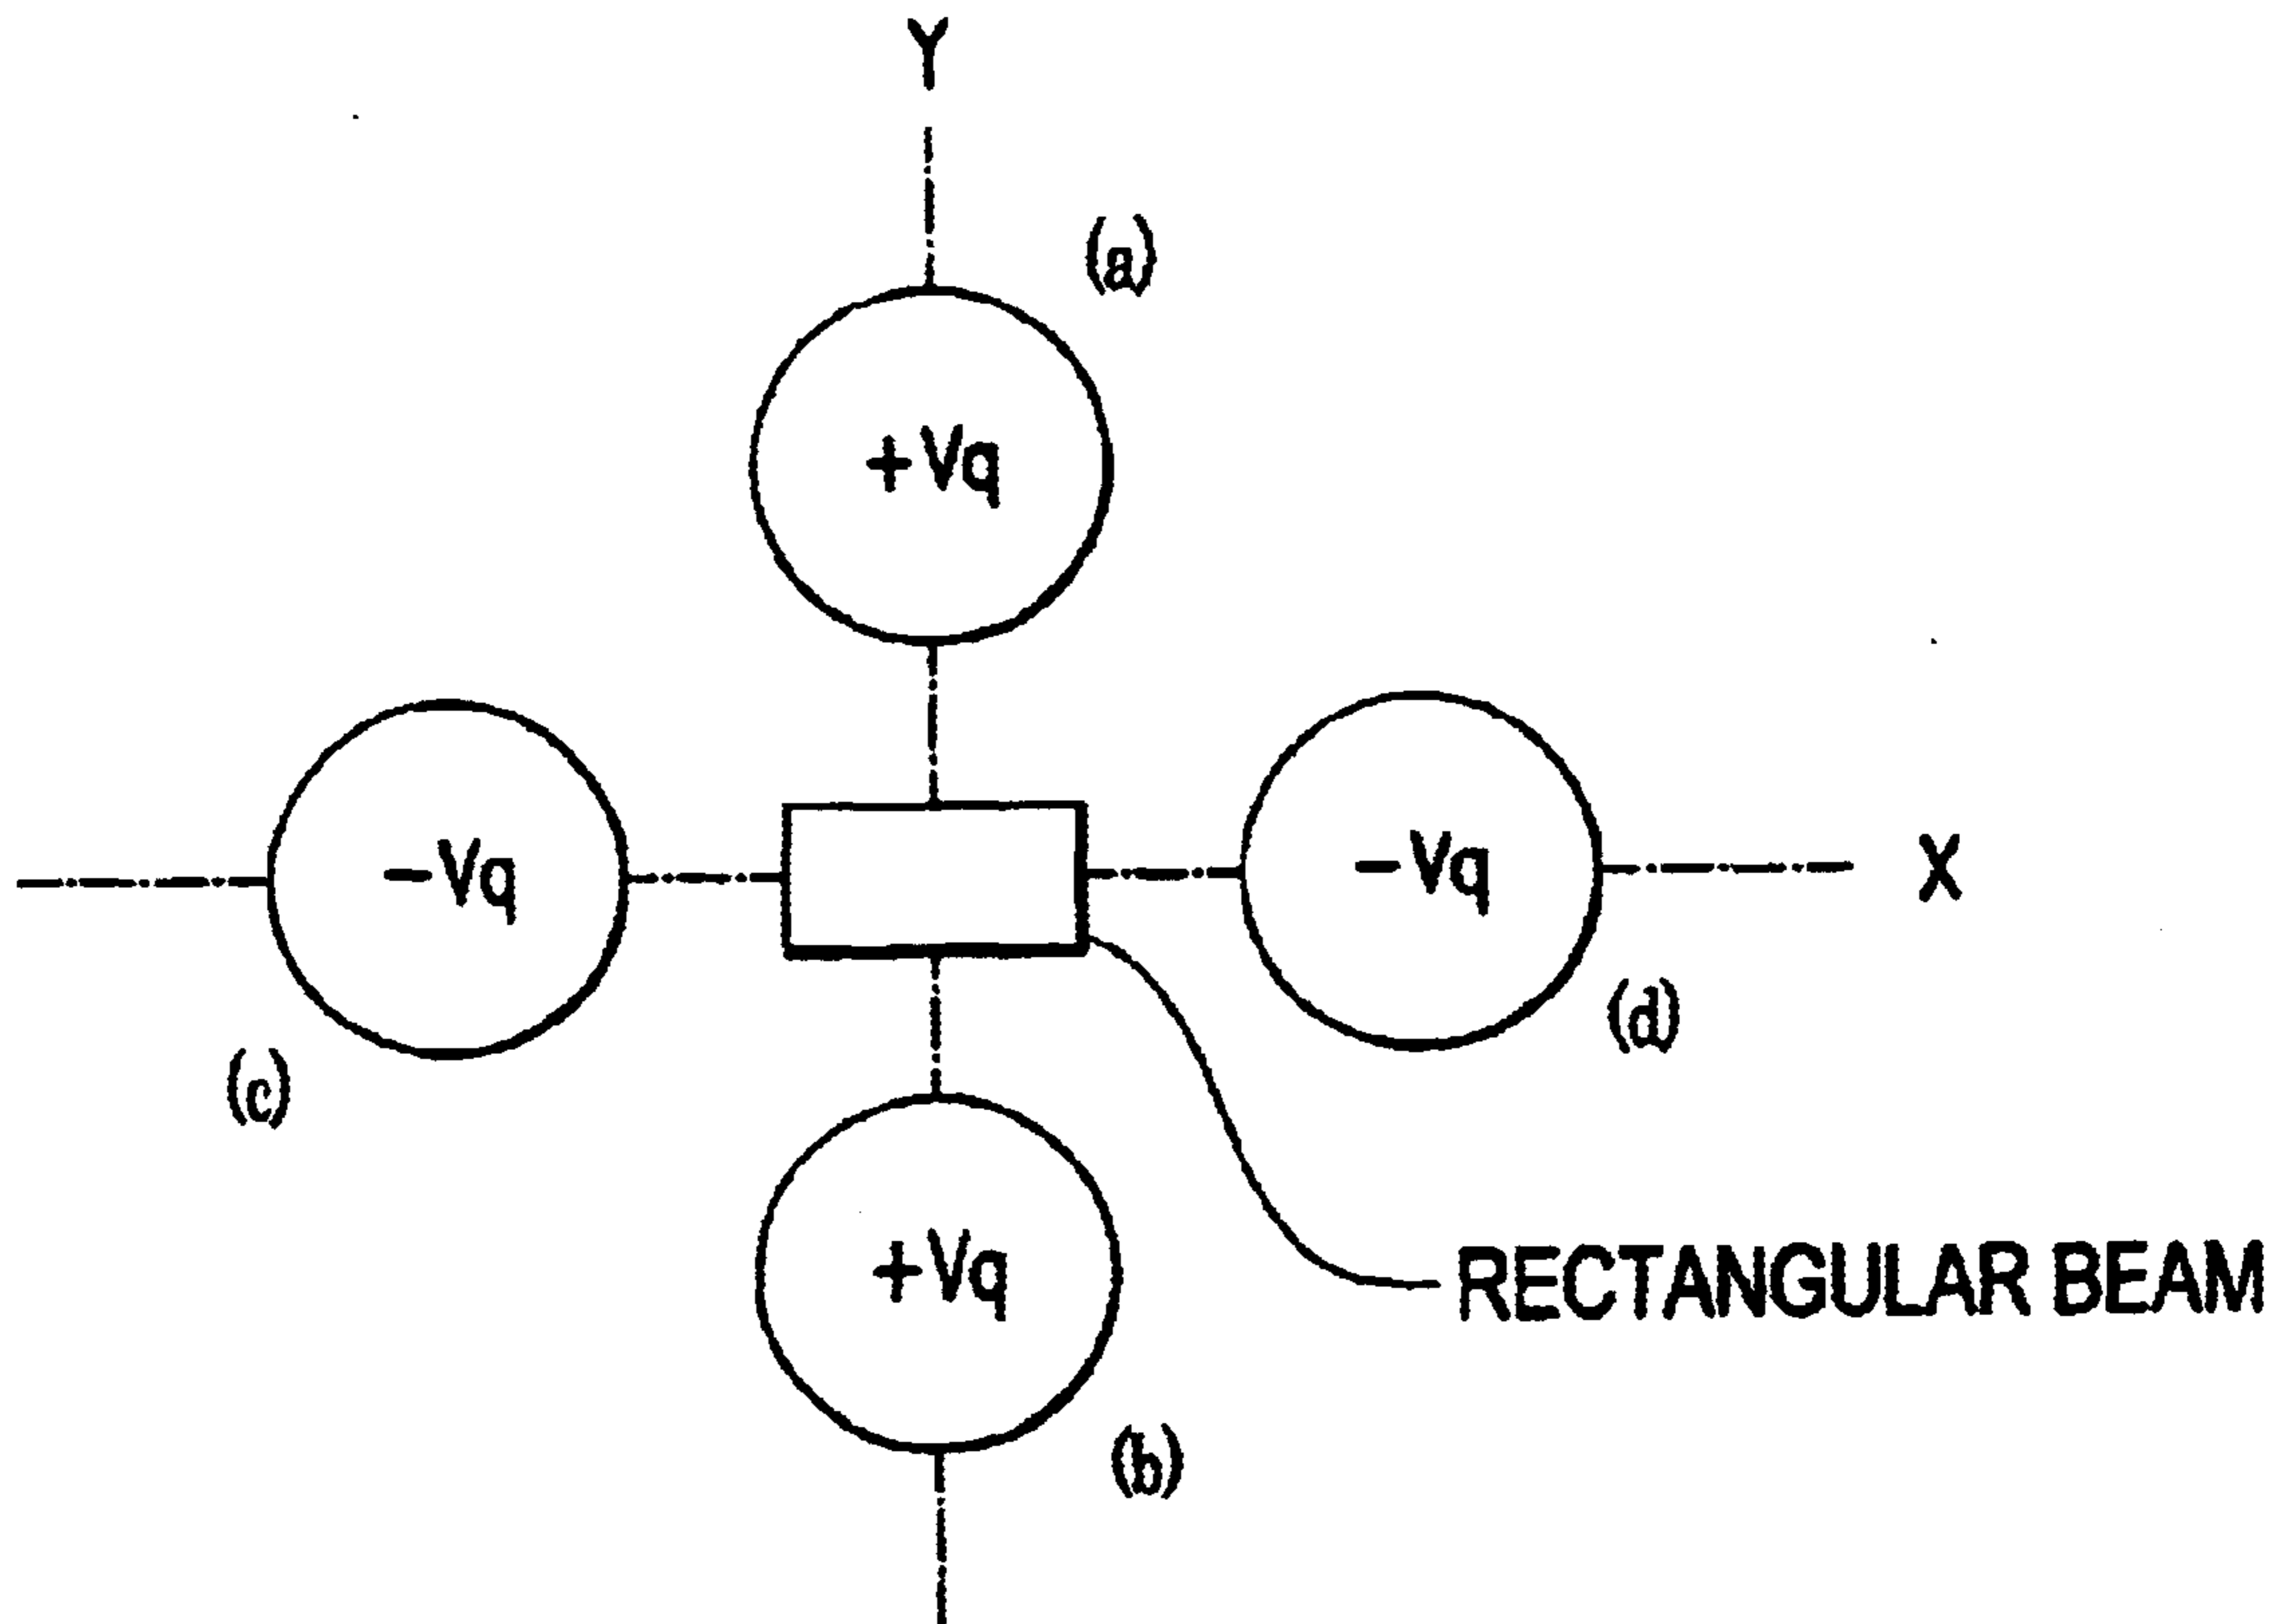 Y
(a)
+Vq
-Vq
-Vq
X
(d)
(c)
+Vq
RECTANGULAR BEAM
(b)